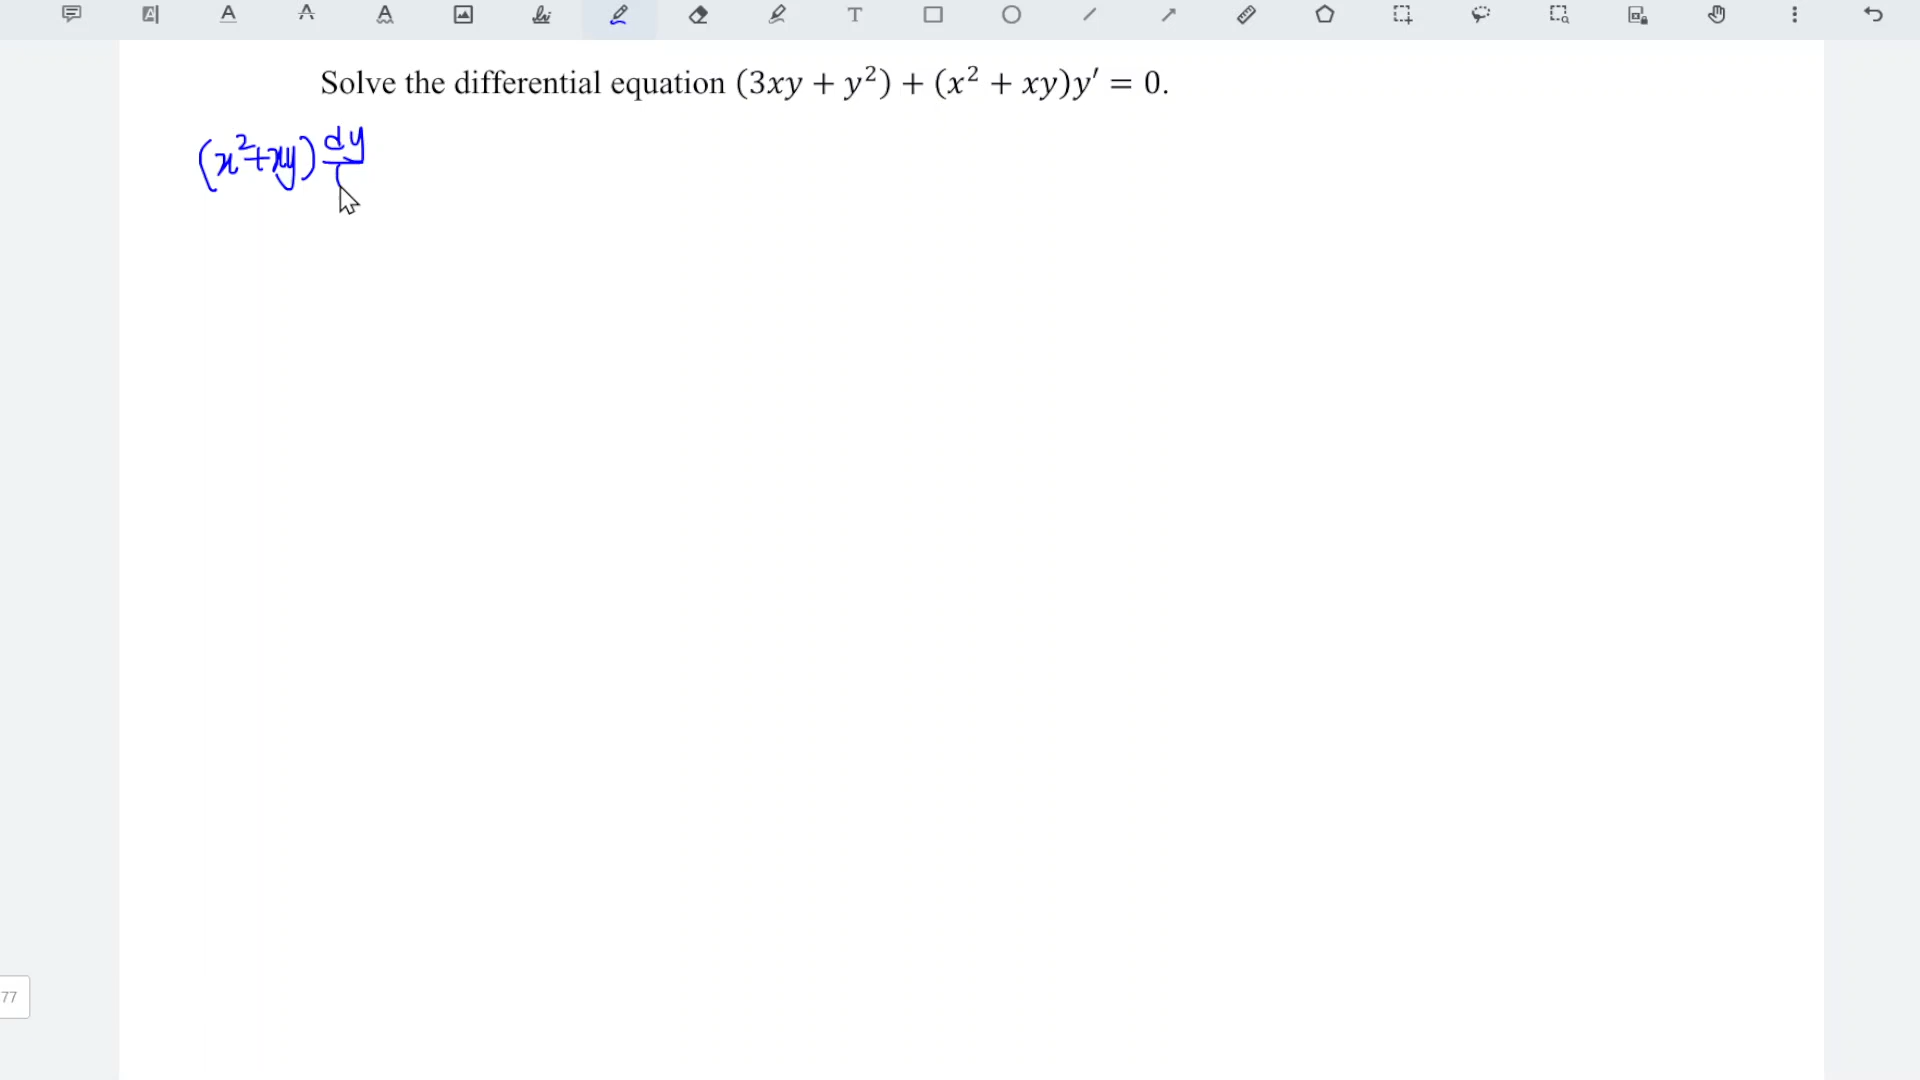 Solve the differential equation (3xy + y²) + (x² + xy)y′ = 0.
(x²+xy) dy/
77